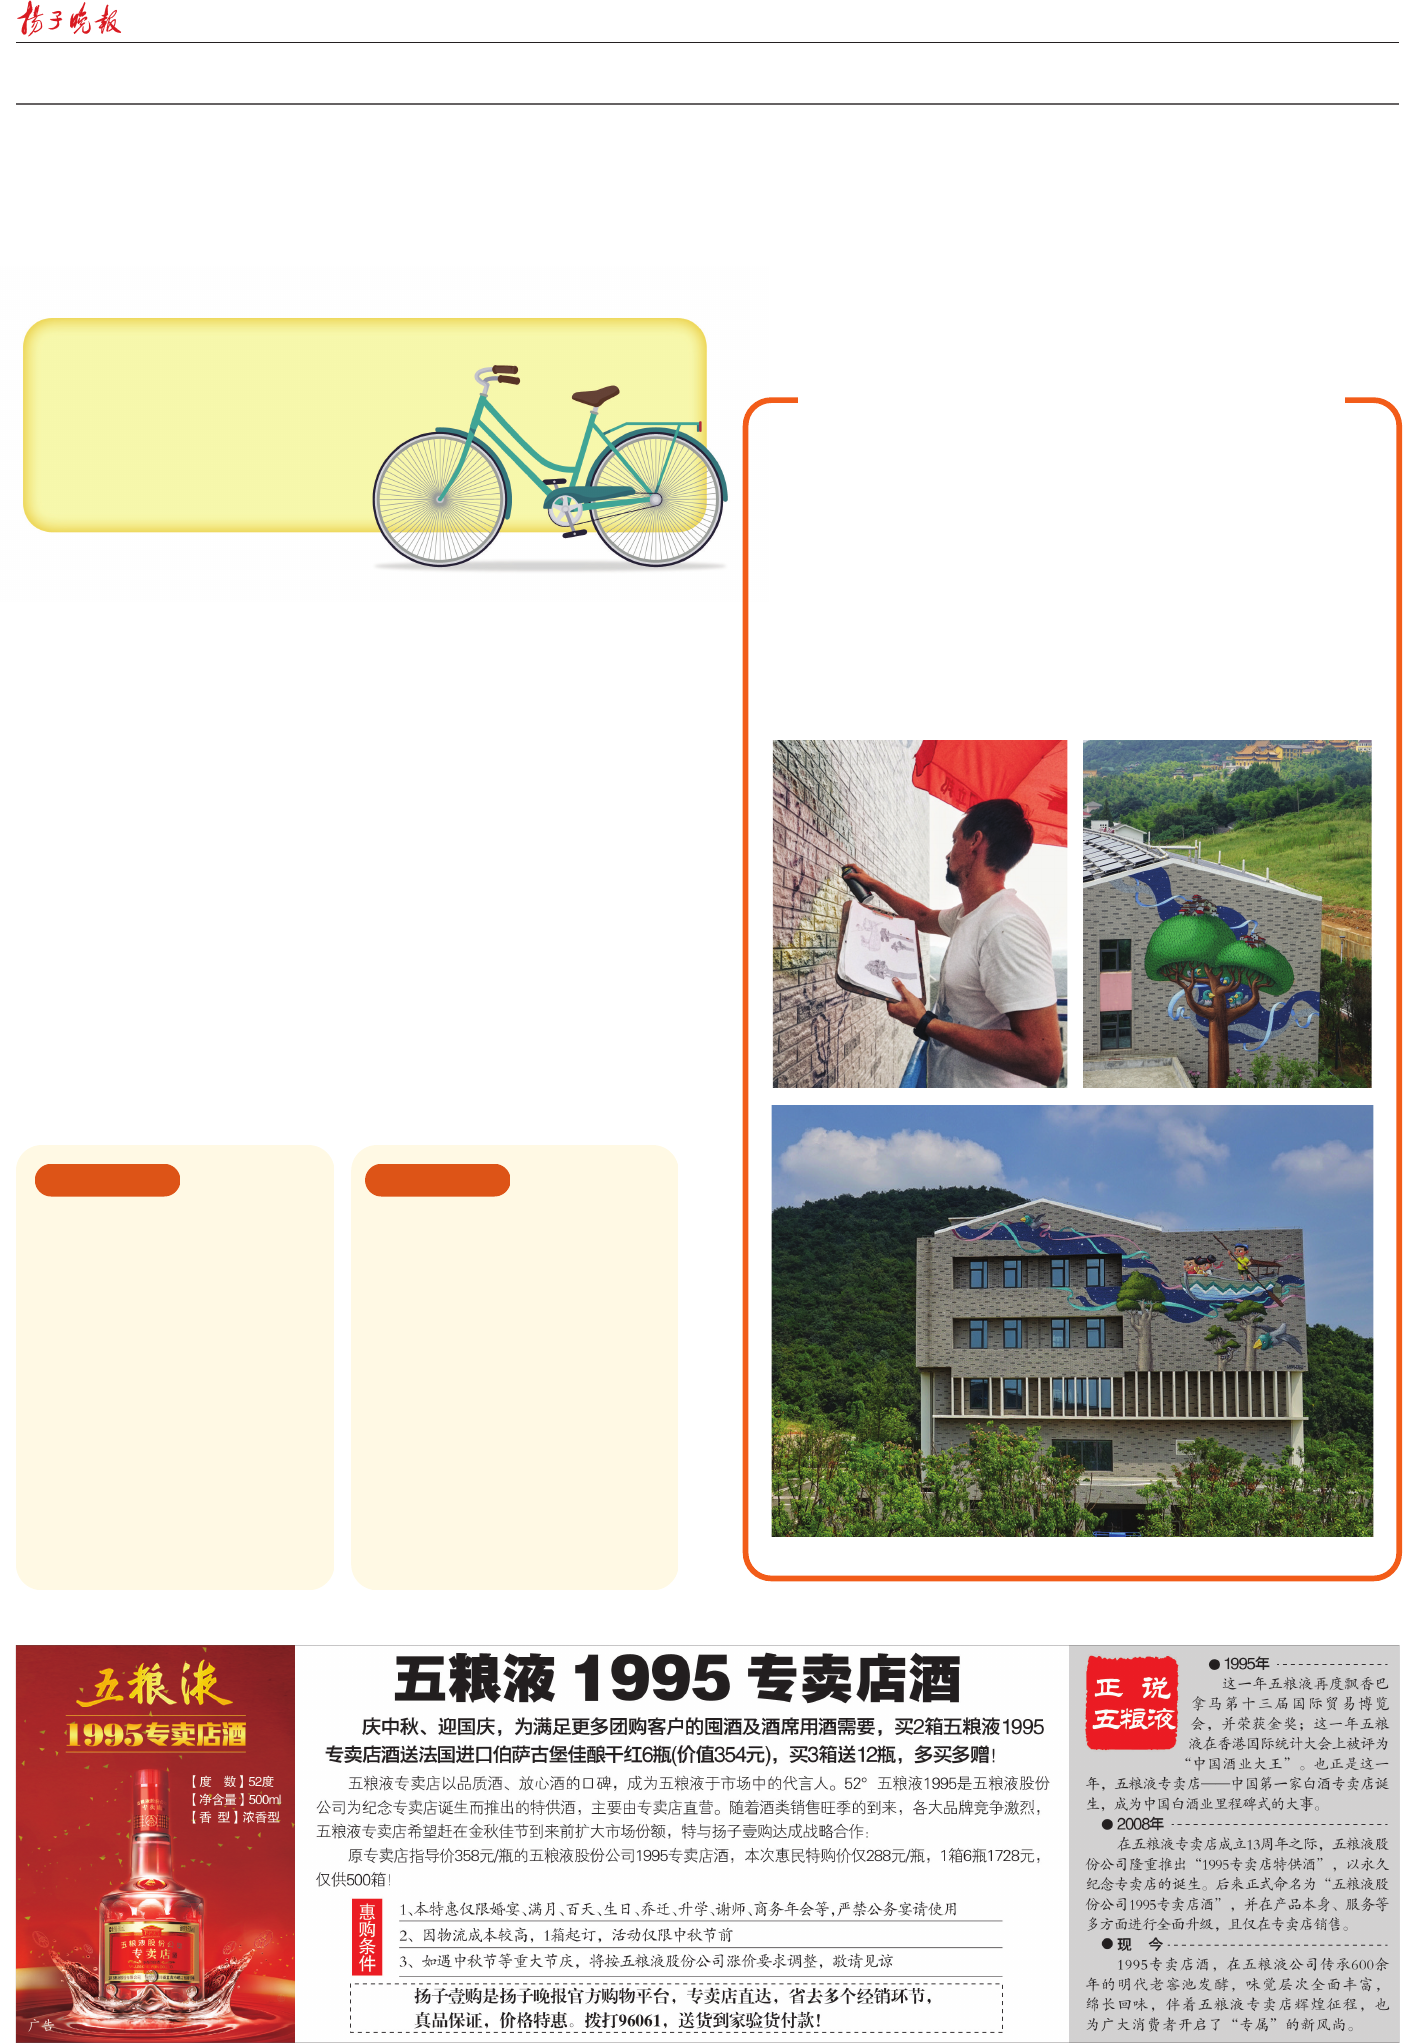 扬子晚报
五粮液
1995专卖店酒
【度 数】52度
【净含量】500ml
【香 型】浓香型
五粮液股份
专卖店
广告
五粮液 1995 专卖店酒
庆中秋、迎国庆，为满足更多团购客户的囤酒及酒席用酒需要，买2箱五粮液1995
专卖店酒送法国进口伯萨古堡佳酿干红6瓶(价值354元)，买3箱送12瓶，多买多赠！
五粮液专卖店以品质酒、放心酒的口碑，成为五粮液于市场中的代言人。52°五粮液1995是五粮液股份
公司为纪念专卖店诞生而推出的特供酒，主要由专卖店直营。随着酒类销售旺季的到来，各大品牌竞争激烈，
五粮液专卖店希望赶在金秋佳节到来前扩大市场份额，特与扬子壹购达成战略合作：
原专卖店指导价358元/瓶的五粮液股份公司1995专卖店酒，本次惠民特购价仅288元/瓶，1箱6瓶1728元，
仅供500箱！
惠购条件
1、本特惠仅限婚宴、满月、百天、生日、乔迁、升学、谢师、商务年会等，严禁公务宴请使用
2、因物流成本较高，1箱起订，活动仅限中秋节前
3、如遇中秋节等重大节庆，将按五粮液股份公司涨价要求调整，敬请见谅
扬子壹购是扬子晚报官方购物平台，专卖店直达，省去多个经销环节，
真品保证，价格特惠。拨打96061，送货到家验货付款！
正 说
五粮液
●1995年
这一年五粮液再度飘香巴
拿马第十三届国际贸易博览
会，并荣获金奖；这一年五粮
液在香港国际统计大会上被评为
“中国酒业大王”。也正是这一
年，五粮液专卖店——中国第一家白酒专卖店诞
生，成为中国白酒业里程碑式的大事。
●2008年
在五粮液专卖店成立13周年之际，五粮液股
份公司隆重推出“1995专卖店特供酒”，以永久
纪念专卖店的诞生。后来正式命名为“五粮液股
份公司1995专卖店酒”，并在产品本身、服务等
多方面进行全面升级，且仅在专卖店销售。
●现 今
1995专卖店酒，在五粮液公司传承600余
年的明代老窖池发酵，味觉层次全面丰富，
绵长回味，伴着五粮液专卖店辉煌征程，也
为广大消费者开启了“专属”的新风尚。